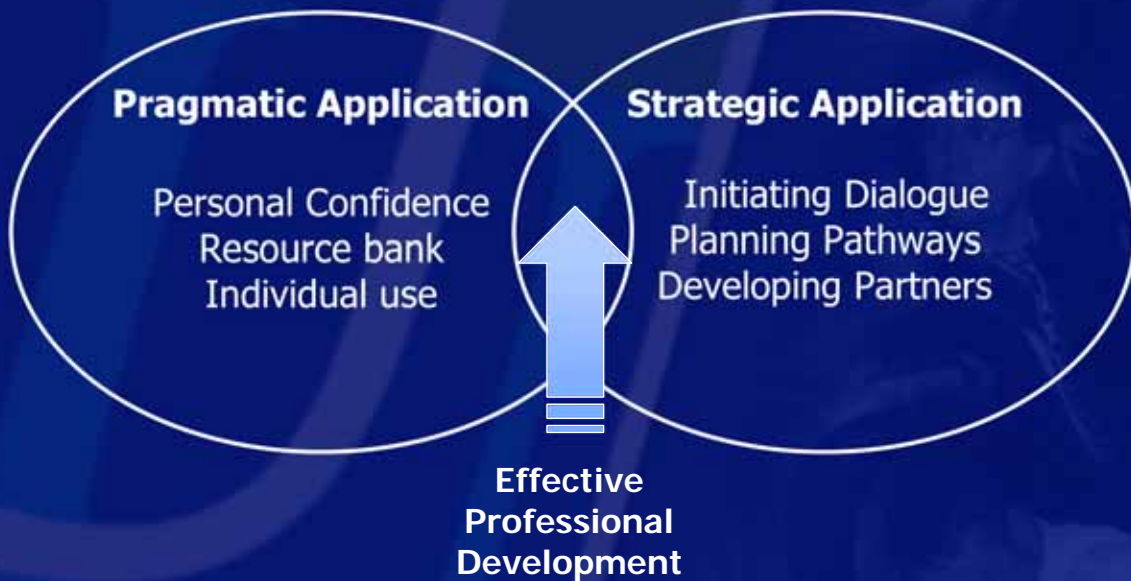 Pragmatic Application
Personal Confidence
Resource bank
Individual use
Strategic Application
Initiating Dialogue
Planning Pathways
Developing Partners
Effective
Professional
Development